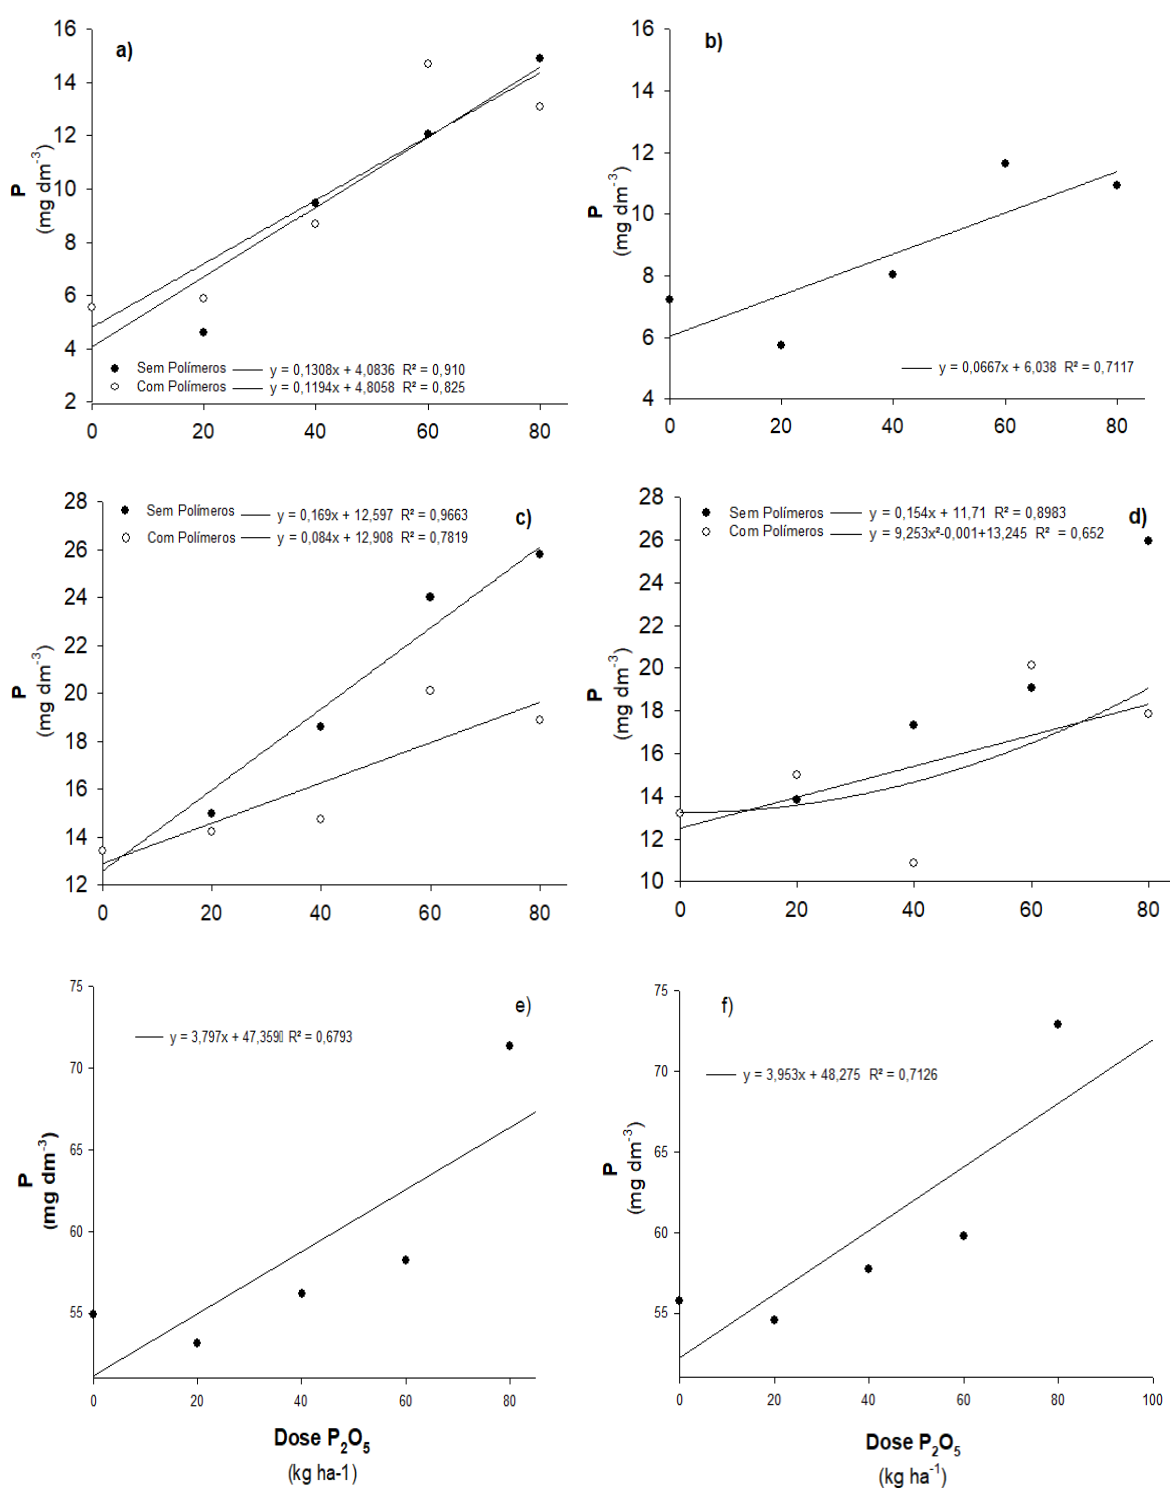 a)
16
14
12
10
8
6
4
2
P
(mg dm⁻³)
Sem Polímeros y = 0,1308x + 4,0836 R² = 0,910
Com Polímeros y = 0,1194x + 4,8058 R² = 0,825
0 20 40 60 80
b)
16
14
12
10
8
6
4
P
(mg dm⁻³)
y = 0,0667x + 6,038 R² = 0,7117
0 20 40 60 80
Sem Polímeros y = 0,169x + 12,597 R² = 0,9663
Com Polímeros y = 0,084x + 12,908 R² = 0,7819
c)
28
26
24
22
20
18
16
14
12
P
(mg dm⁻³)
0 20 40 60 80
Sem Polímeros y = 0,154x + 11,71 R² = 0,8983
Com Polímeros y = 9,253x²-0,001+13,245 R² = 0,652
d)
28
26
24
22
20
18
16
14
12
10
P
(mg dm⁻³)
0 20 40 60 80
e)
y = 3,797x + 47,359 R² = 0,6793
75
70
65
60
55
P
(mg dm⁻³)
0 20 40 60 80
Dose P₂O₅
(kg ha-1)
f)
y = 3,953x + 48,275 R² = 0,7126
75
70
65
60
55
P
(mg dm⁻³)
0 20 40 60 80 100
Dose P₂O₅
(kg ha⁻¹)